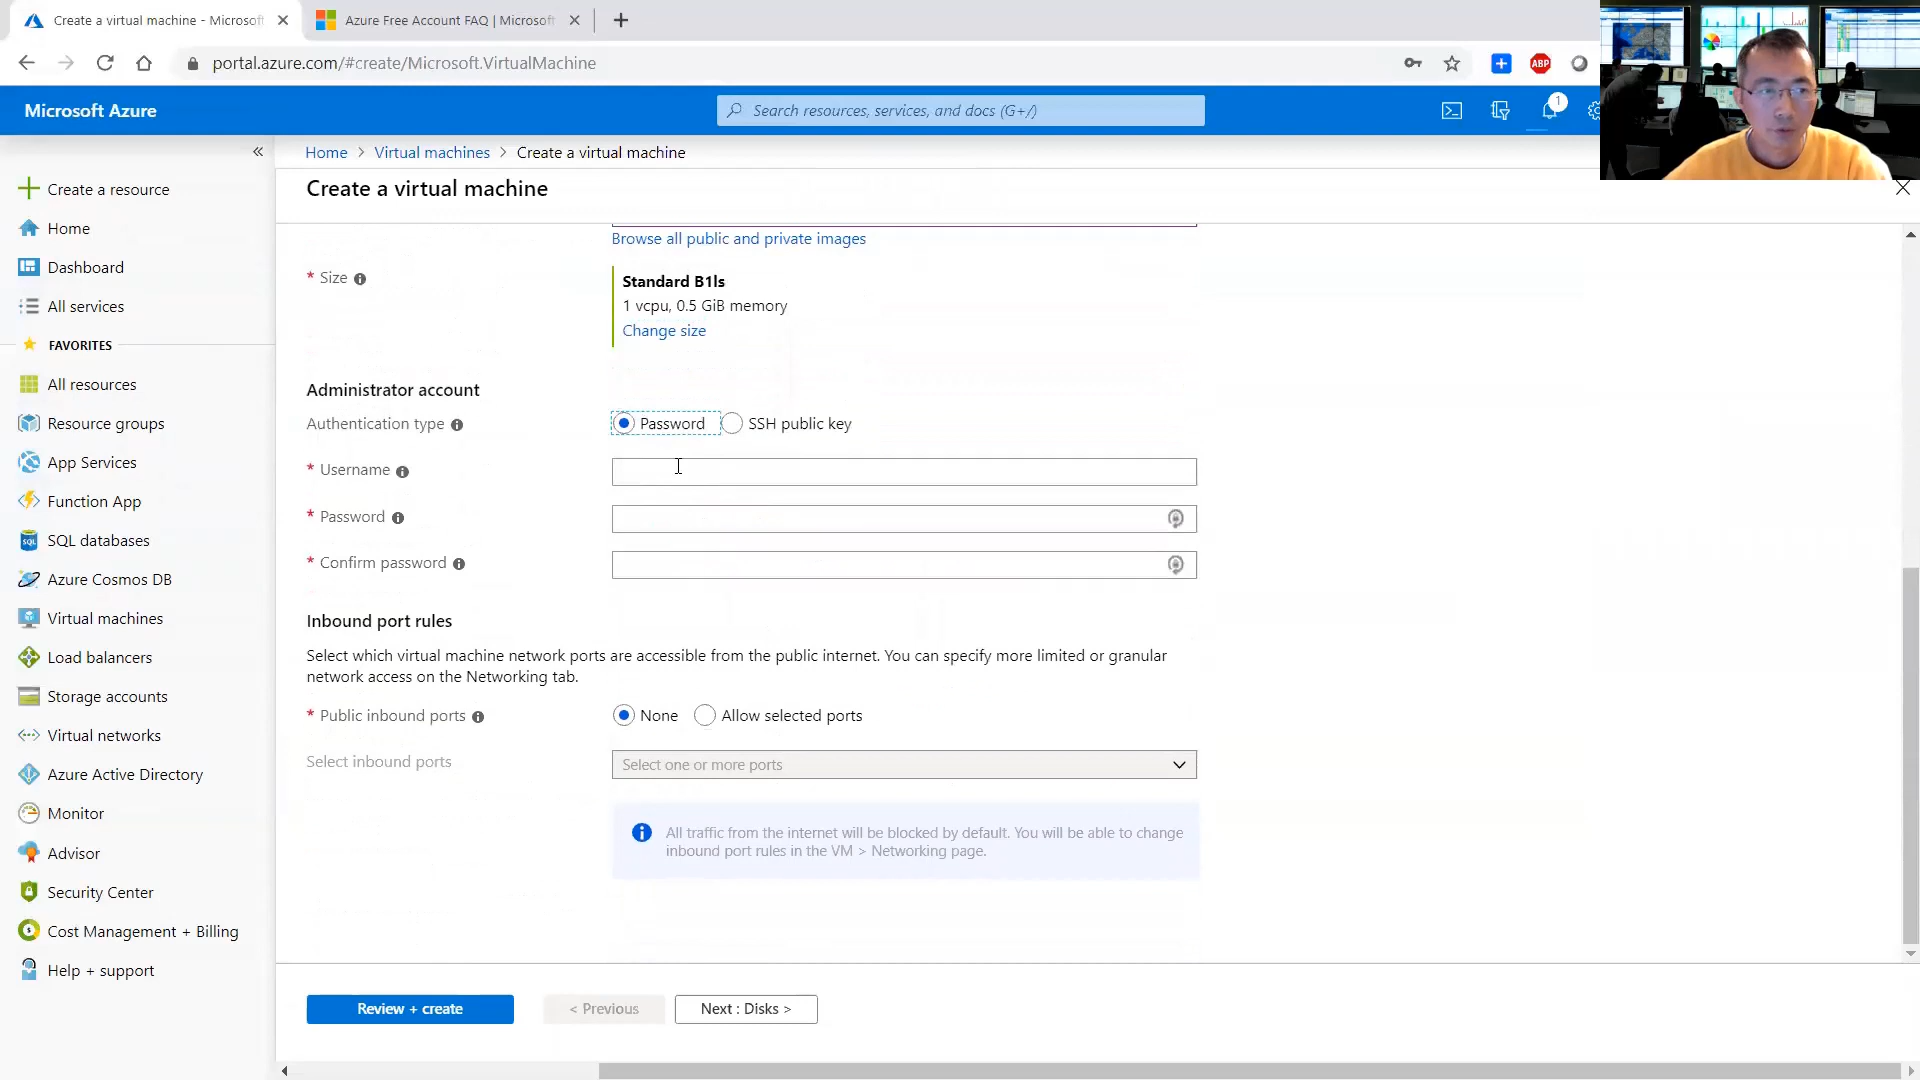 Create a virtual machine - Microsof
Azure Free Account FAQ | Microsoft
portal.azure.com/#create/Microsoft.VirtualMachine
ABP
Microsoft Azure
Search resources, services, and docs (G+/)
1
Home > Virtual machines > Create a virtual machine
Create a virtual machine
Create a resource
Home
Dashboard
All services
FAVORITES
All resources
Resource groups
App Services
Function App
SQL databases
Azure Cosmos DB
Virtual machines
Load balancers
Storage accounts
Virtual networks
Azure Active Directory
Monitor
Advisor
Security Center
Cost Management + Billing
Help + support
Browse all public and private images
* Size
Standard B1ls
1 vcpu, 0.5 GiB memory
Change size
Administrator account
Authentication type
Password
SSH public key
* Username
* Password
* Confirm password
Inbound port rules
Select which virtual machine network ports are accessible from the public internet. You can specify more limited or granular
network access on the Networking tab.
* Public inbound ports
None
Allow selected ports
Select inbound ports
Select one or more ports
All traffic from the internet will be blocked by default. You will be able to change
inbound port rules in the VM > Networking page.
Review + create
< Previous
Next : Disks >